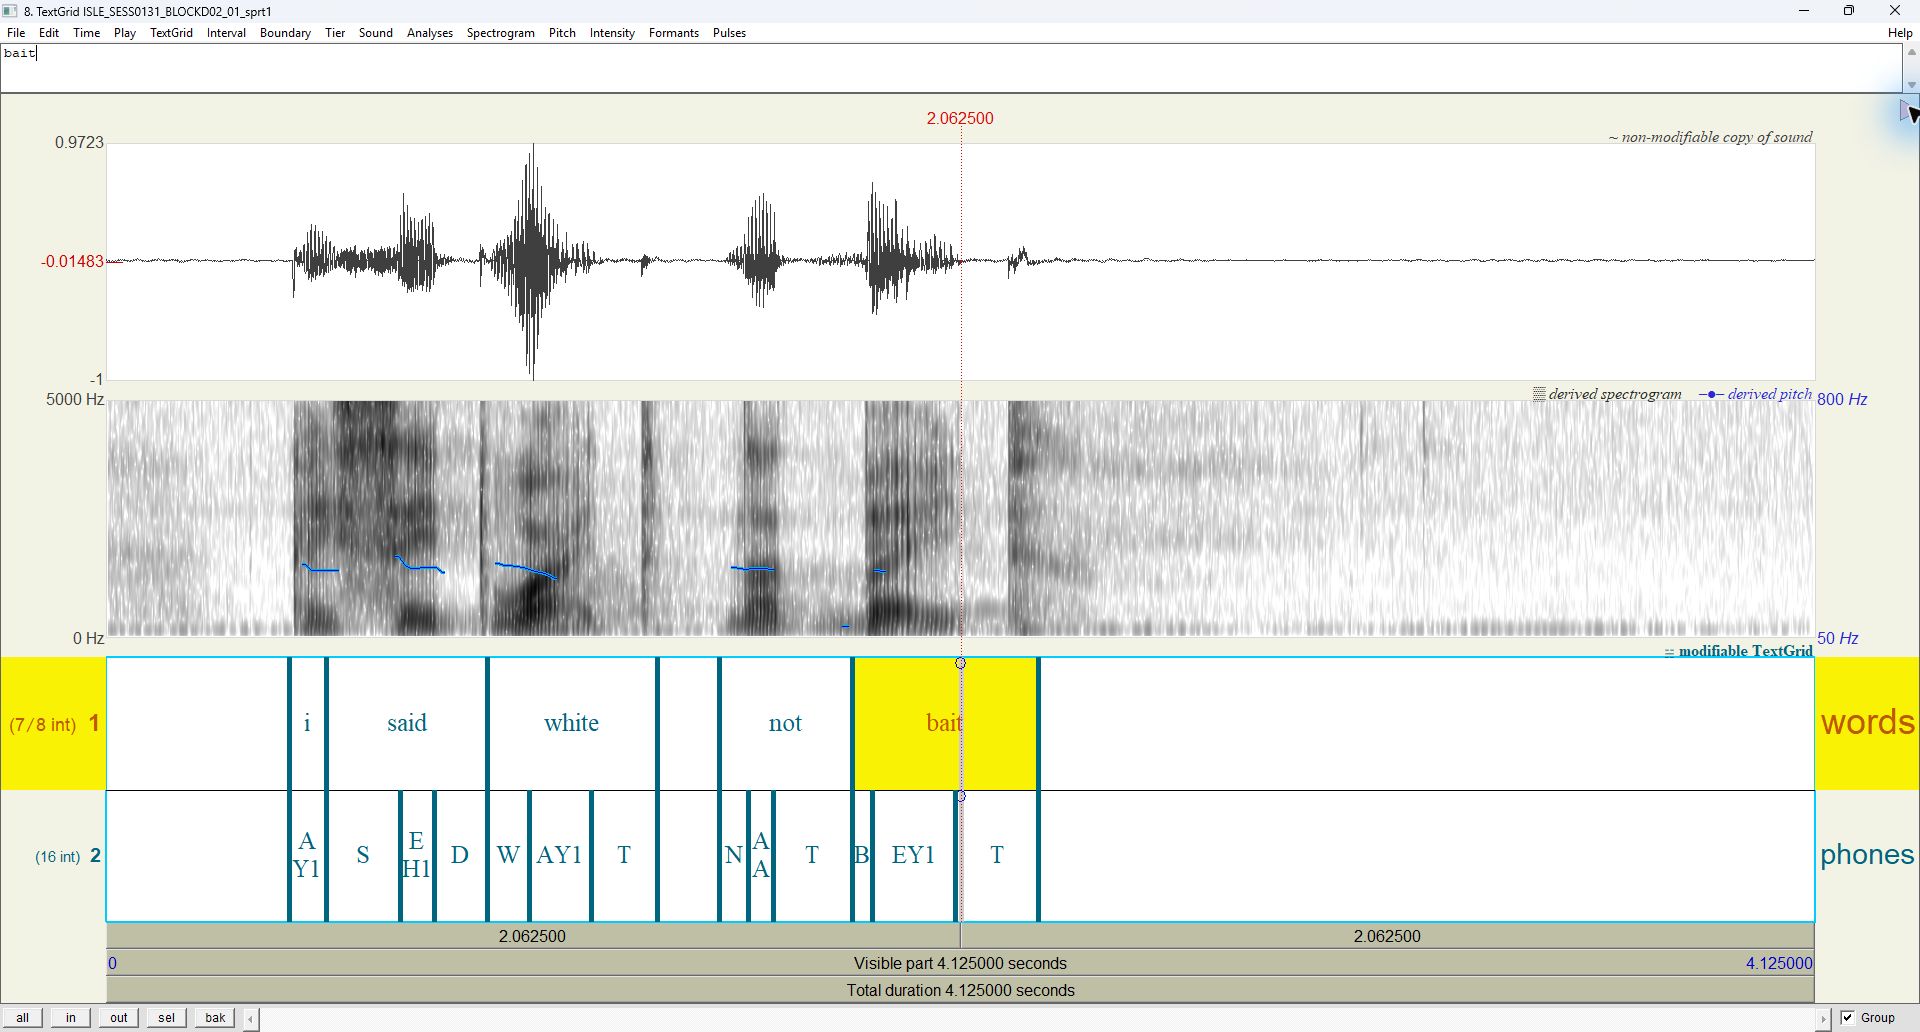 8. TextGrid ISLE_SESS0131_BLOCKD02_01_sprt1
File Edit Time Play TextGrid Interval Boundary Tier Sound Analyses Spectrogram Pitch Intensity Formants Pulses Help
bait
2.062500
0.9723
~ non-modifiable copy of sound
-0.01483
-1
5000 Hz
derived spectrogram
derived pitch
800 Hz
0 Hz
50 Hz
modifiable TextGrid
(7/8 int) 1
i said white not bait
words
(16 int) 2
A
Y1
S
E
H1
D W AY1 T N
A
A
T B EY1 T
phones
2.062500 2.062500
0 Visible part 4.125000 seconds 4.125000
Total duration 4.125000 seconds
all in out sel bak Group